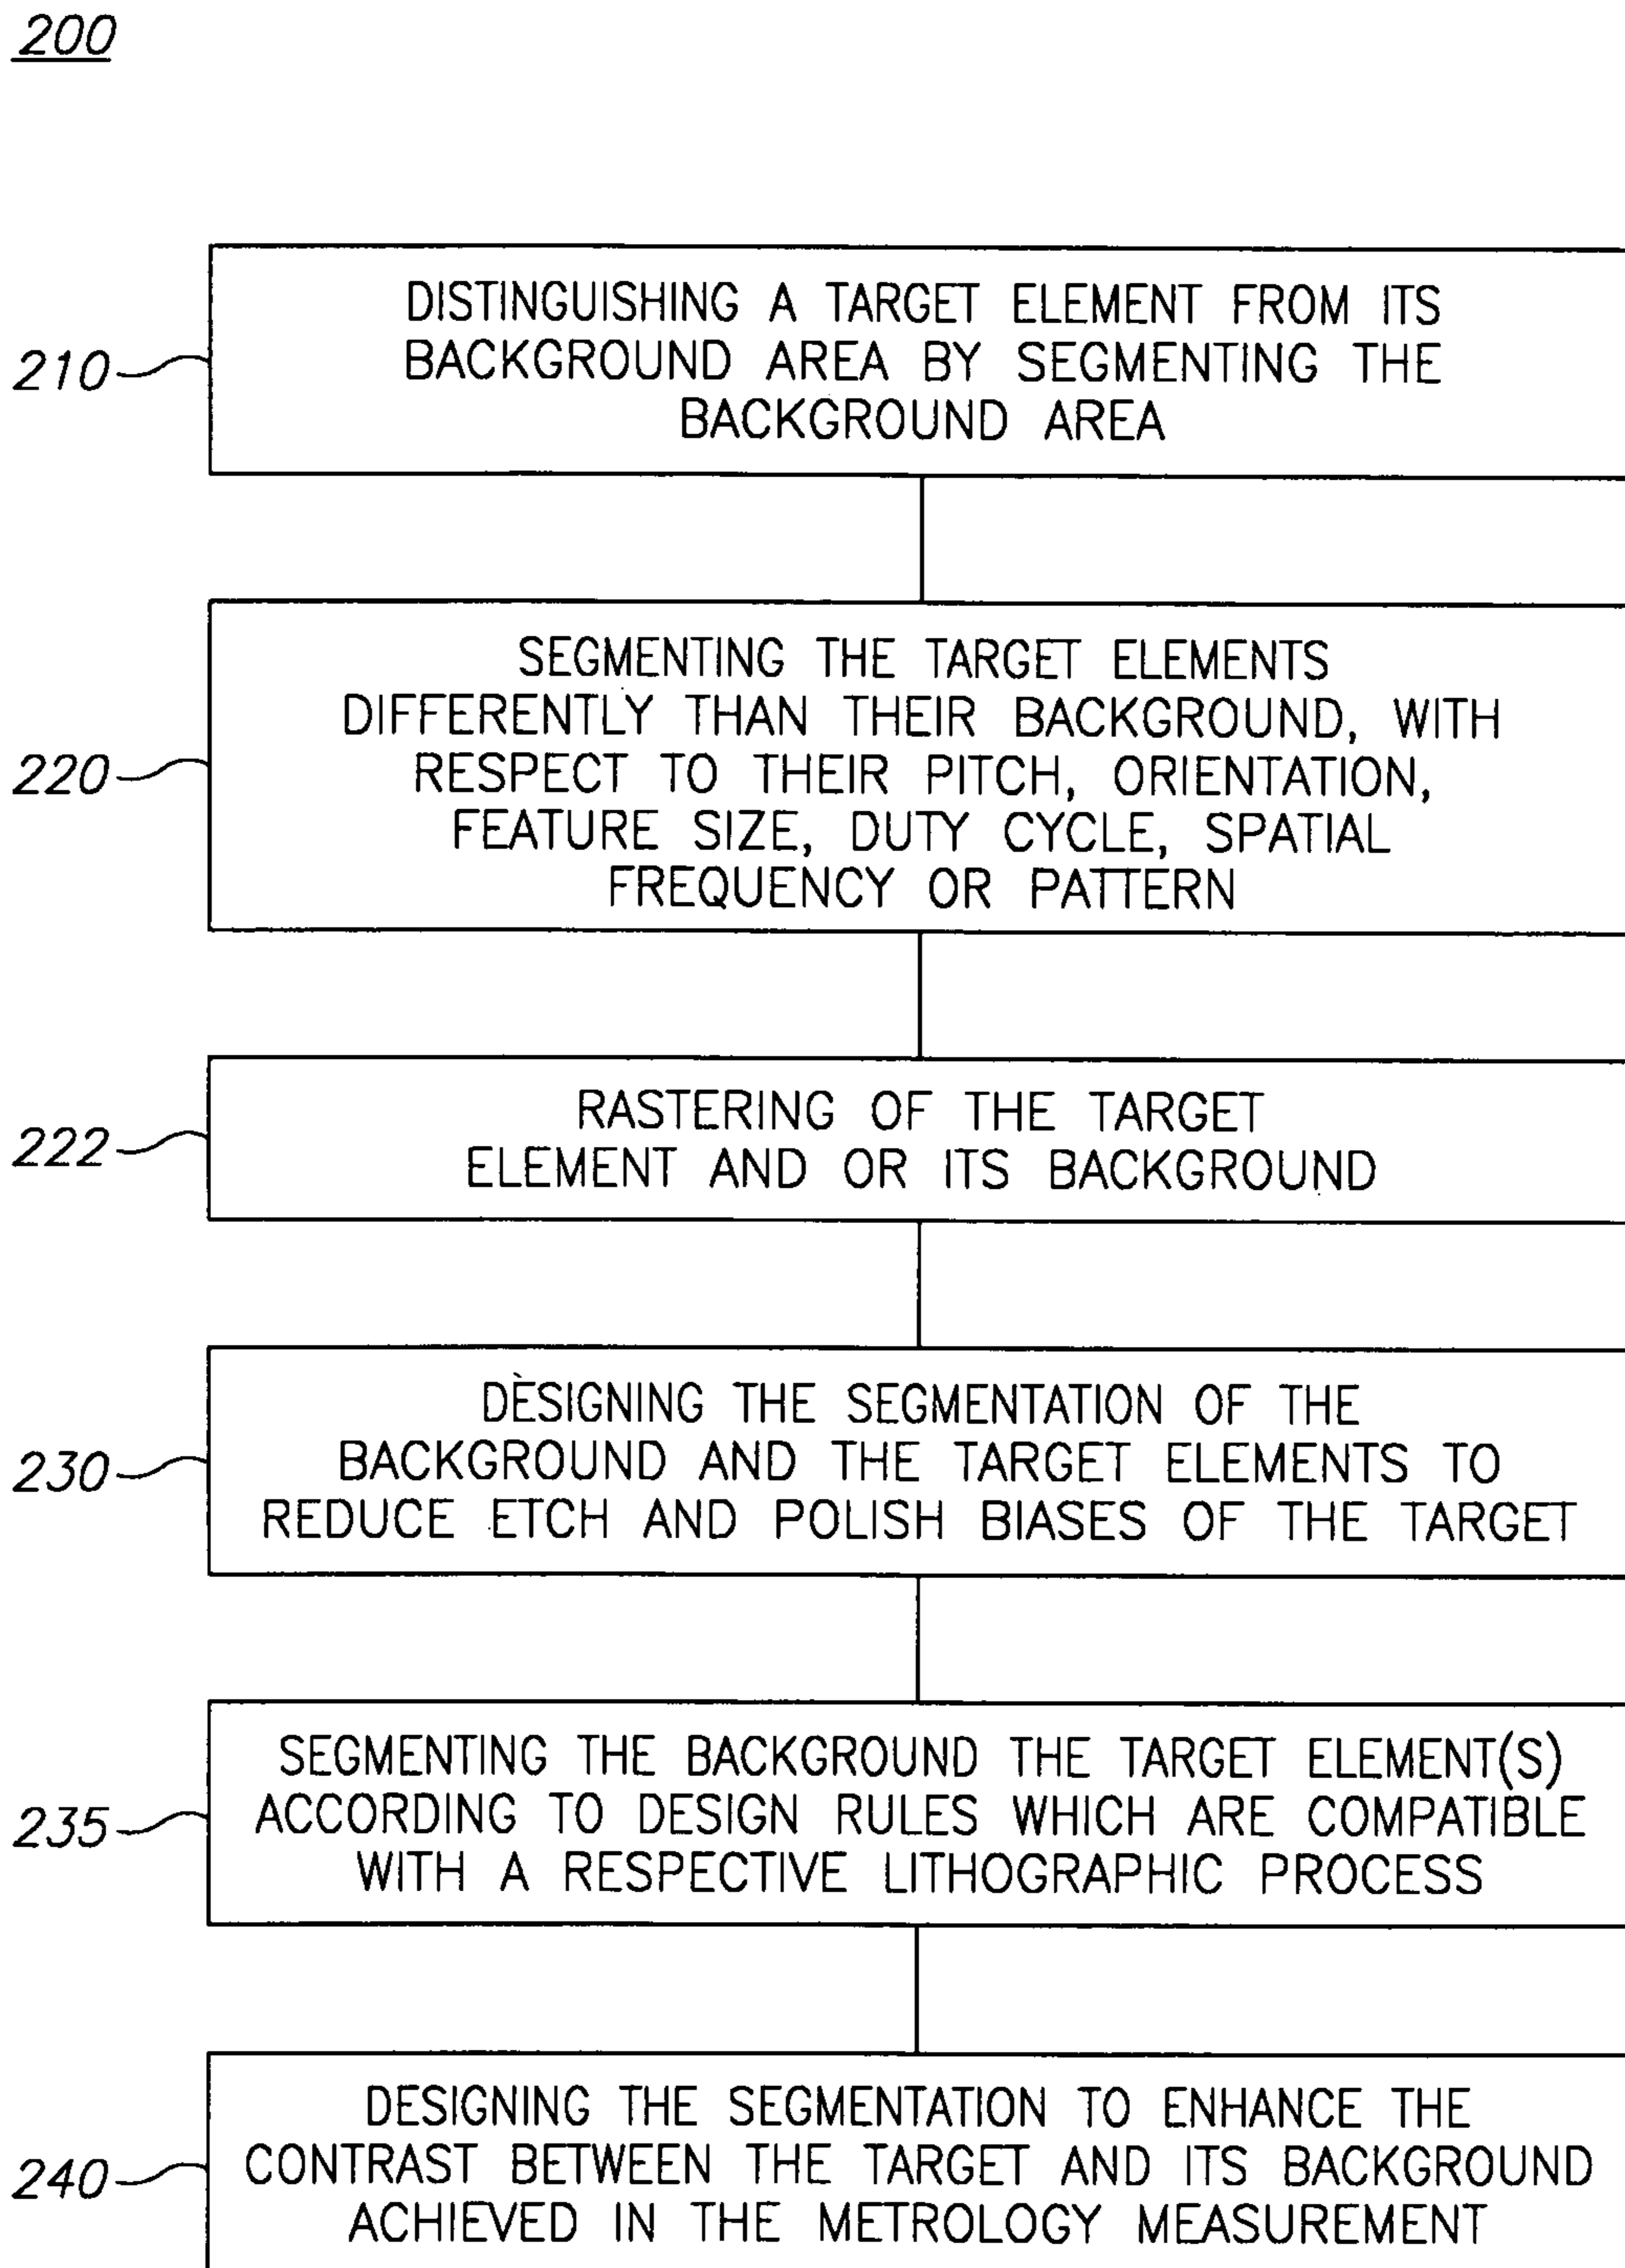 200
DISTINGUISHING A TARGET ELEMENT FROM ITS
BACKGROUND AREA BY SEGMENTING THE
BACKGROUND AREA
210
SEGMENTING THE TARGET ELEMENTS
DIFFERENTLY THAN THEIR BACKGROUND, WITH
RESPECT TO THEIR PITCH, ORIENTATION,
FEATURE SIZE, DUTY CYCLE, SPATIAL
FREQUENCY OR PATTERN
220
RASTERING OF THE TARGET
ELEMENT AND OR ITS BACKGROUND
222
DESIGNING THE SEGMENTATION OF THE
BACKGROUND AND THE TARGET ELEMENTS TO
REDUCE ETCH AND POLISH BIASES OF THE TARGET
230
SEGMENTING THE BACKGROUND THE TARGET ELEMENT(S)
ACCORDING TO DESIGN RULES WHICH ARE COMPATIBLE
WITH A RESPECTIVE LITHOGRAPHIC PROCESS
235
DESIGNING THE SEGMENTATION TO ENHANCE THE
CONTRAST BETWEEN THE TARGET AND ITS BACKGROUND
ACHIEVED IN THE METROLOGY MEASUREMENT
240